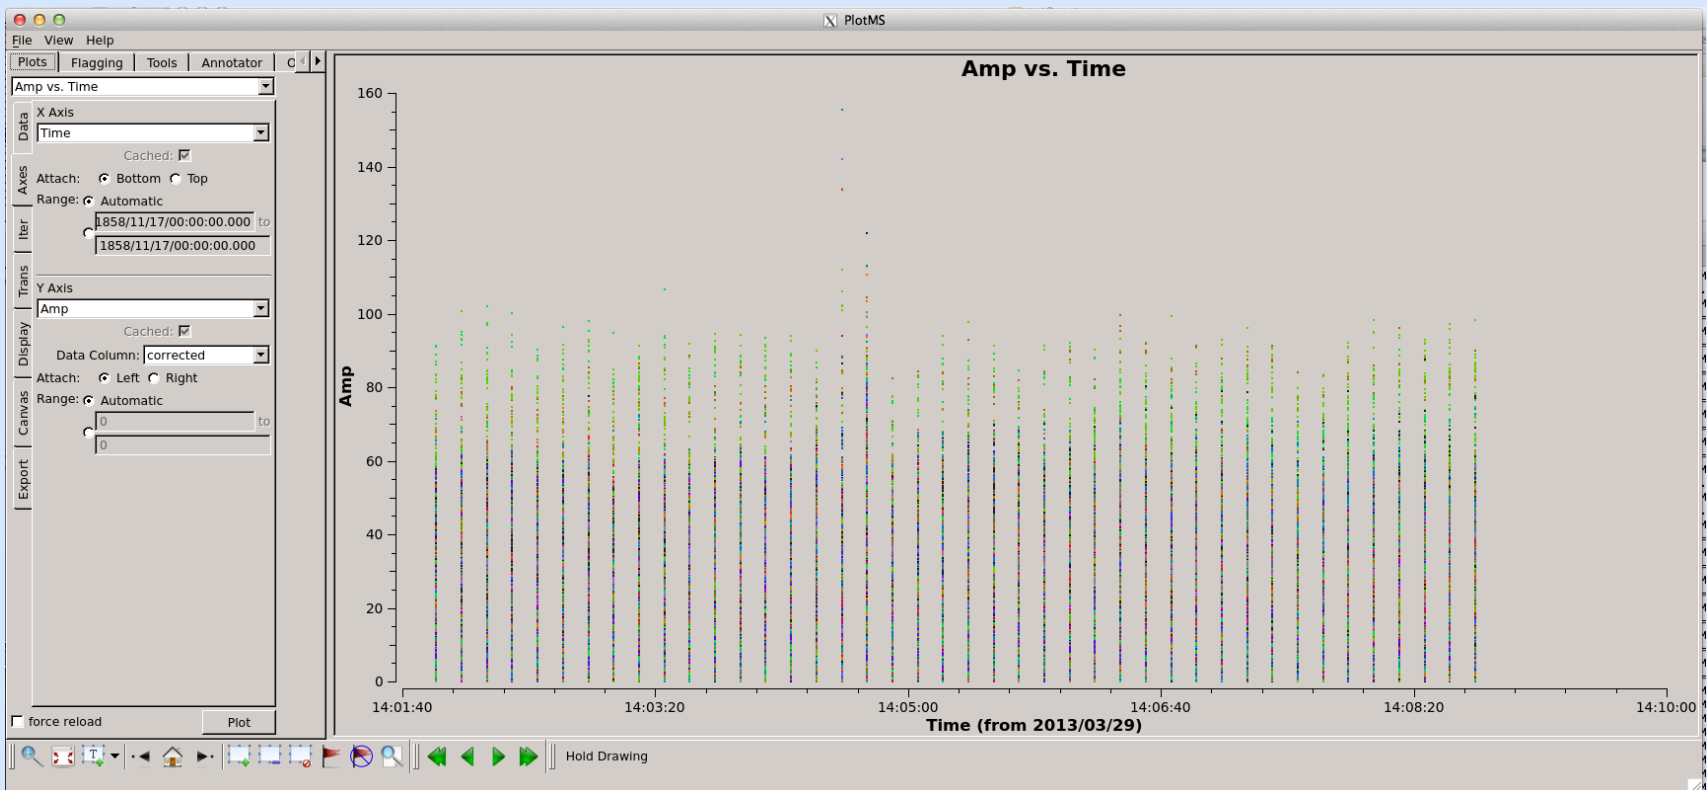 PlotMS
File View Help
Plots Flagging Tools Annotator
Amp vs. Time
Data
Axes
Iter
Trans
Display
Canvas
Export
X Axis
Time
Cached:
Attach: Bottom Top
Range: Automatic
1858/11/17/00:00:00.000 to
1858/11/17/00:00:00.000
Y Axis
Amp
Cached:
Data Column: corrected
Attach: Left Right
Range: Automatic
0 to
0
force reload Plot
Amp vs. Time
160
140
120
100
80
60
40
20
0
Amp
14:01:40 14:03:20 14:05:00 14:06:40 14:08:20 14:10:00
Time (from 2013/03/29)
T
Hold Drawing